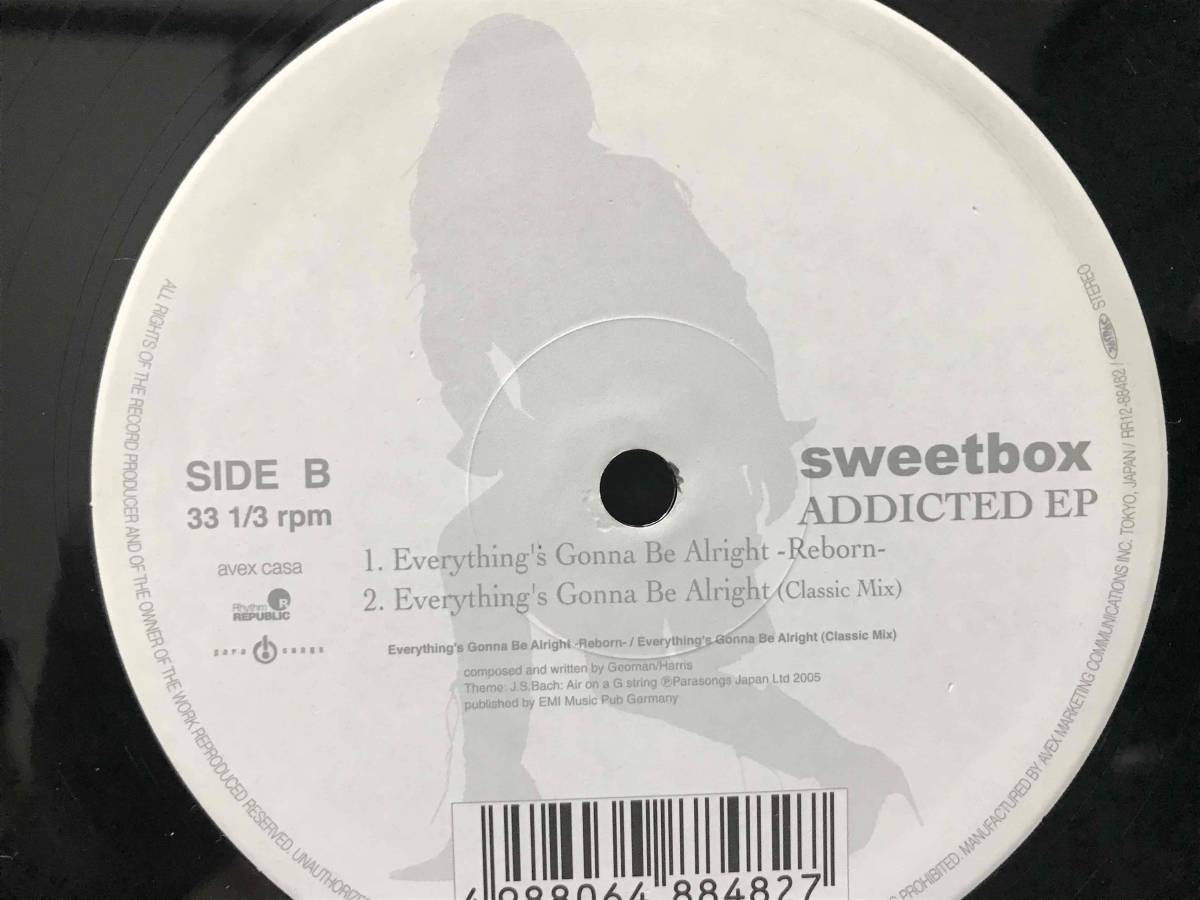 SIDE B
33 1/3 rpm
avex casa
Rhythm
REPUBLIC
R
para songs
sweetbox
ADDICTED EP
1. Everything's Gonna Be Alright -Reborn-
2. Everything's Gonna Be Alright (Classic Mix)
Everything's Gonna Be Alright -Reborn- / Everything's Gonna Be Alright (Classic Mix)
composed and written by Geoman/Harris
Theme: J.S.Bach: Air on a G string ℗Parasongs Japan Ltd 2005
published by EMI Music Pub Germany
4988064 884827
ALL RIGHTS OF THE RECORD PRODUCER AND OF THE OWNER OF THE WORK REPRODUCED RESERVED. UNAUTHORIZE
PROHIBITED. MANUFACTURED BY AVEX MARKETING COMMUNICATIONS INC. TOKYO, JAPAN / RR12-88482 / STEREO